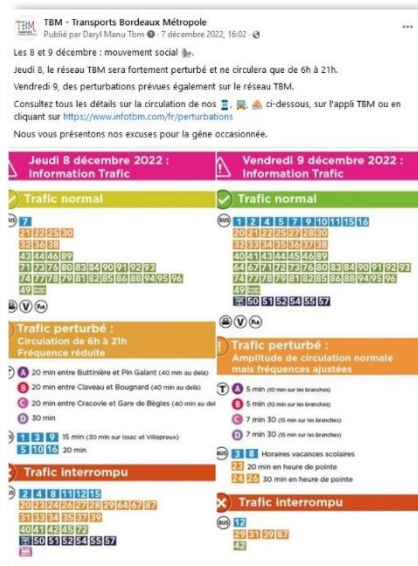 TBM - Transports Bordeaux Métropole
Publié par Daryl Manu Tbm · 7 décembre 2022, 16:02 ·
Les 8 et 9 décembre : mouvement social
Jeudi 8, le réseau TBM sera fortement perturbé et ne circulera que de 6h à 21h.
Vendredi 9, des perturbations prévues également sur le réseau TBM.
Consultez tous les détails sur la circulation de nos ci-dessous, sur l'appli TBM ou en
cliquant sur https://www.infotbm.com/fr/perturbations
Nous vous présentons nos excuses pour la gêne occasionnée.
Jeudi 8 décembre 2022 :
Information Trafic
Trafic normal
BUS 7
21 22 25 30
32 36 38
43 44 46 89
71 73 76 80 83 84 90 91 92 93
74 77 78 79 81 82 85 86 88 94 95 96
49
V
Trafic perturbé :
Circulation de 6h à 21h
Fréquence réduite
A 20 min entre Buttinière et Pin Galant (40 min au delà)
B 20 min entre Claveau et Bougnard (40 min au delà)
C 20 min entre Cracovie et Gare de Bègles (40 min au del
D 30 min
1 3 9 15 min (30 min sur Issac et Villepreux)
5 10 16 20 min
Trafic interrompu
2 4 8 11 12 15
20 23 24 26 27 28 29 64 67 87
31 33 34 35 37 39
40 41 42 45 72
50 51 52 54 55 57
Vendredi 9 décembre 2022 :
Information Trafic
Trafic normal
BUS 1 2 4 5 7 9 10 11 15 16
20 21 22 25 27 28 30
32 33 34 35 36 37 38
40 41 43 44 45 46 89
64 67 71 72 73 76 80 83 84 90 91 92 93
74 77 78 79 81 82 85 86 88 94 95 96
49
50 51 52 54 55 57
V
Trafic perturbé :
Amplitude de circulation normale
mais fréquences ajustées
T A 5 min (10 min sur les branches)
B 5 min (10 min sur les branches)
C 7 min 30 (15 min sur les branches)
D 7 min 30 (15 min sur les branches)
BUS 3 8 Horaires vacances scolaires
23 20 min en heure de pointe
24 26 30 min en heure de pointe
Trafic interrompu
BUS 12
29 31 39 87
42